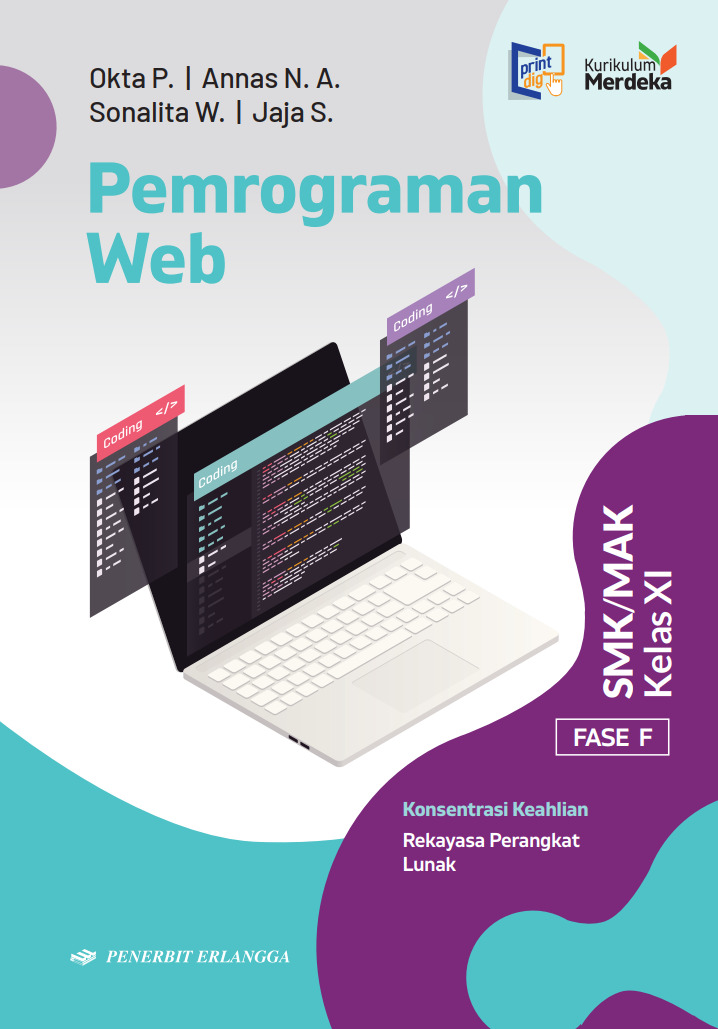 Okta P. | Annas N. A.
Sonalita W. | Jaja S.
print
dig
Kurikulum
Merdeka
Pemrograman
Web
Coding </>
Coding </>
Coding
SMK/MAK
Kelas XI
FASE F
Konsentrasi Keahlian
Rekayasa Perangkat
Lunak
PENERBIT ERLANGGA